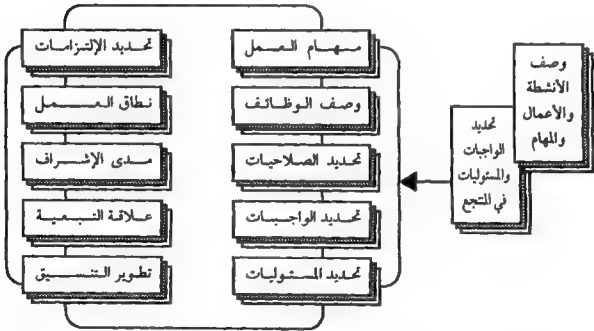 وصف
الأنشطة
والأعمال
والمهام
تحديد
الواجبات
والمسئوليات
في المنتجع
مهام العمل
وصف الوظائف
تحديد الصلاحيات
تحديد الواجبات
تحديد المسئوليات
تحديد الإلتزامات
نطاق العمل
مدى الإشراف
علاقة التبعية
تطوير التنسيق